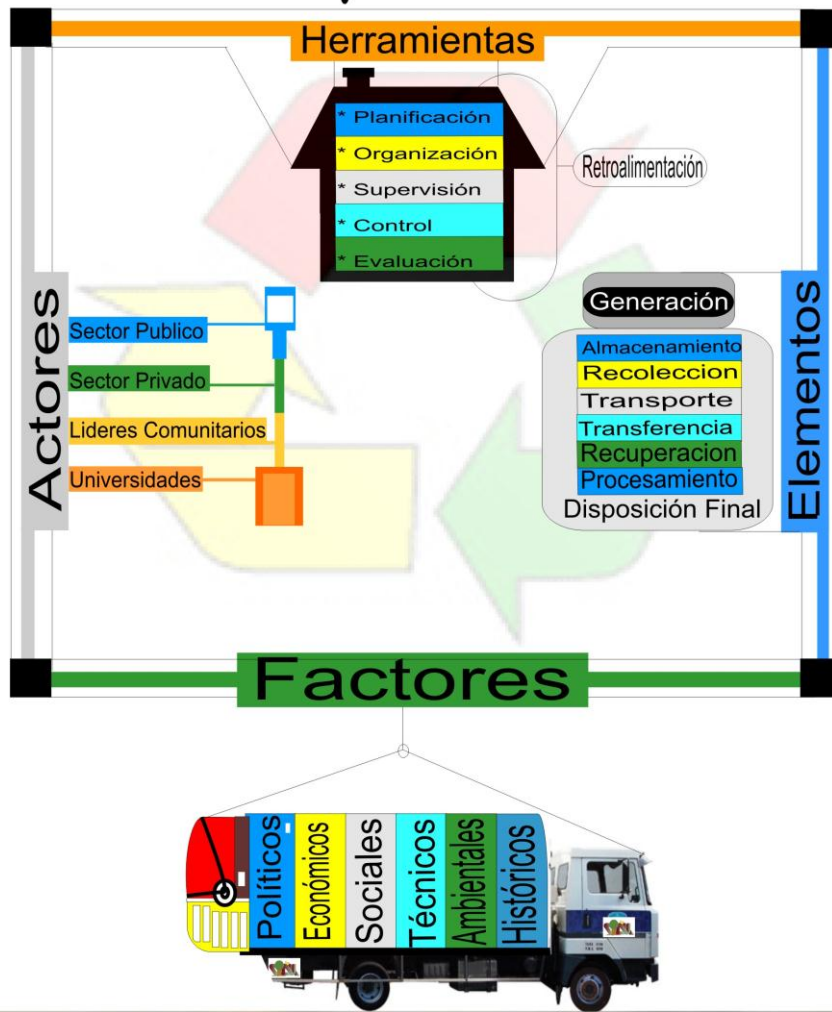 Herramientas
* Planificación
* Organización
* Supervisión
* Control
* Evaluación
Retroalimentación
Actores
Sector Publico
Sector Privado
Lideres Comunitarios
Universidades
Generación
Almacenamiento
Recoleccion
Transporte
Transferencia
Recuperacion
Procesamiento
Disposición Final
Elementos
Factores
Políticos
Económicos
Sociales
Técnicos
Ambientales
Históricos